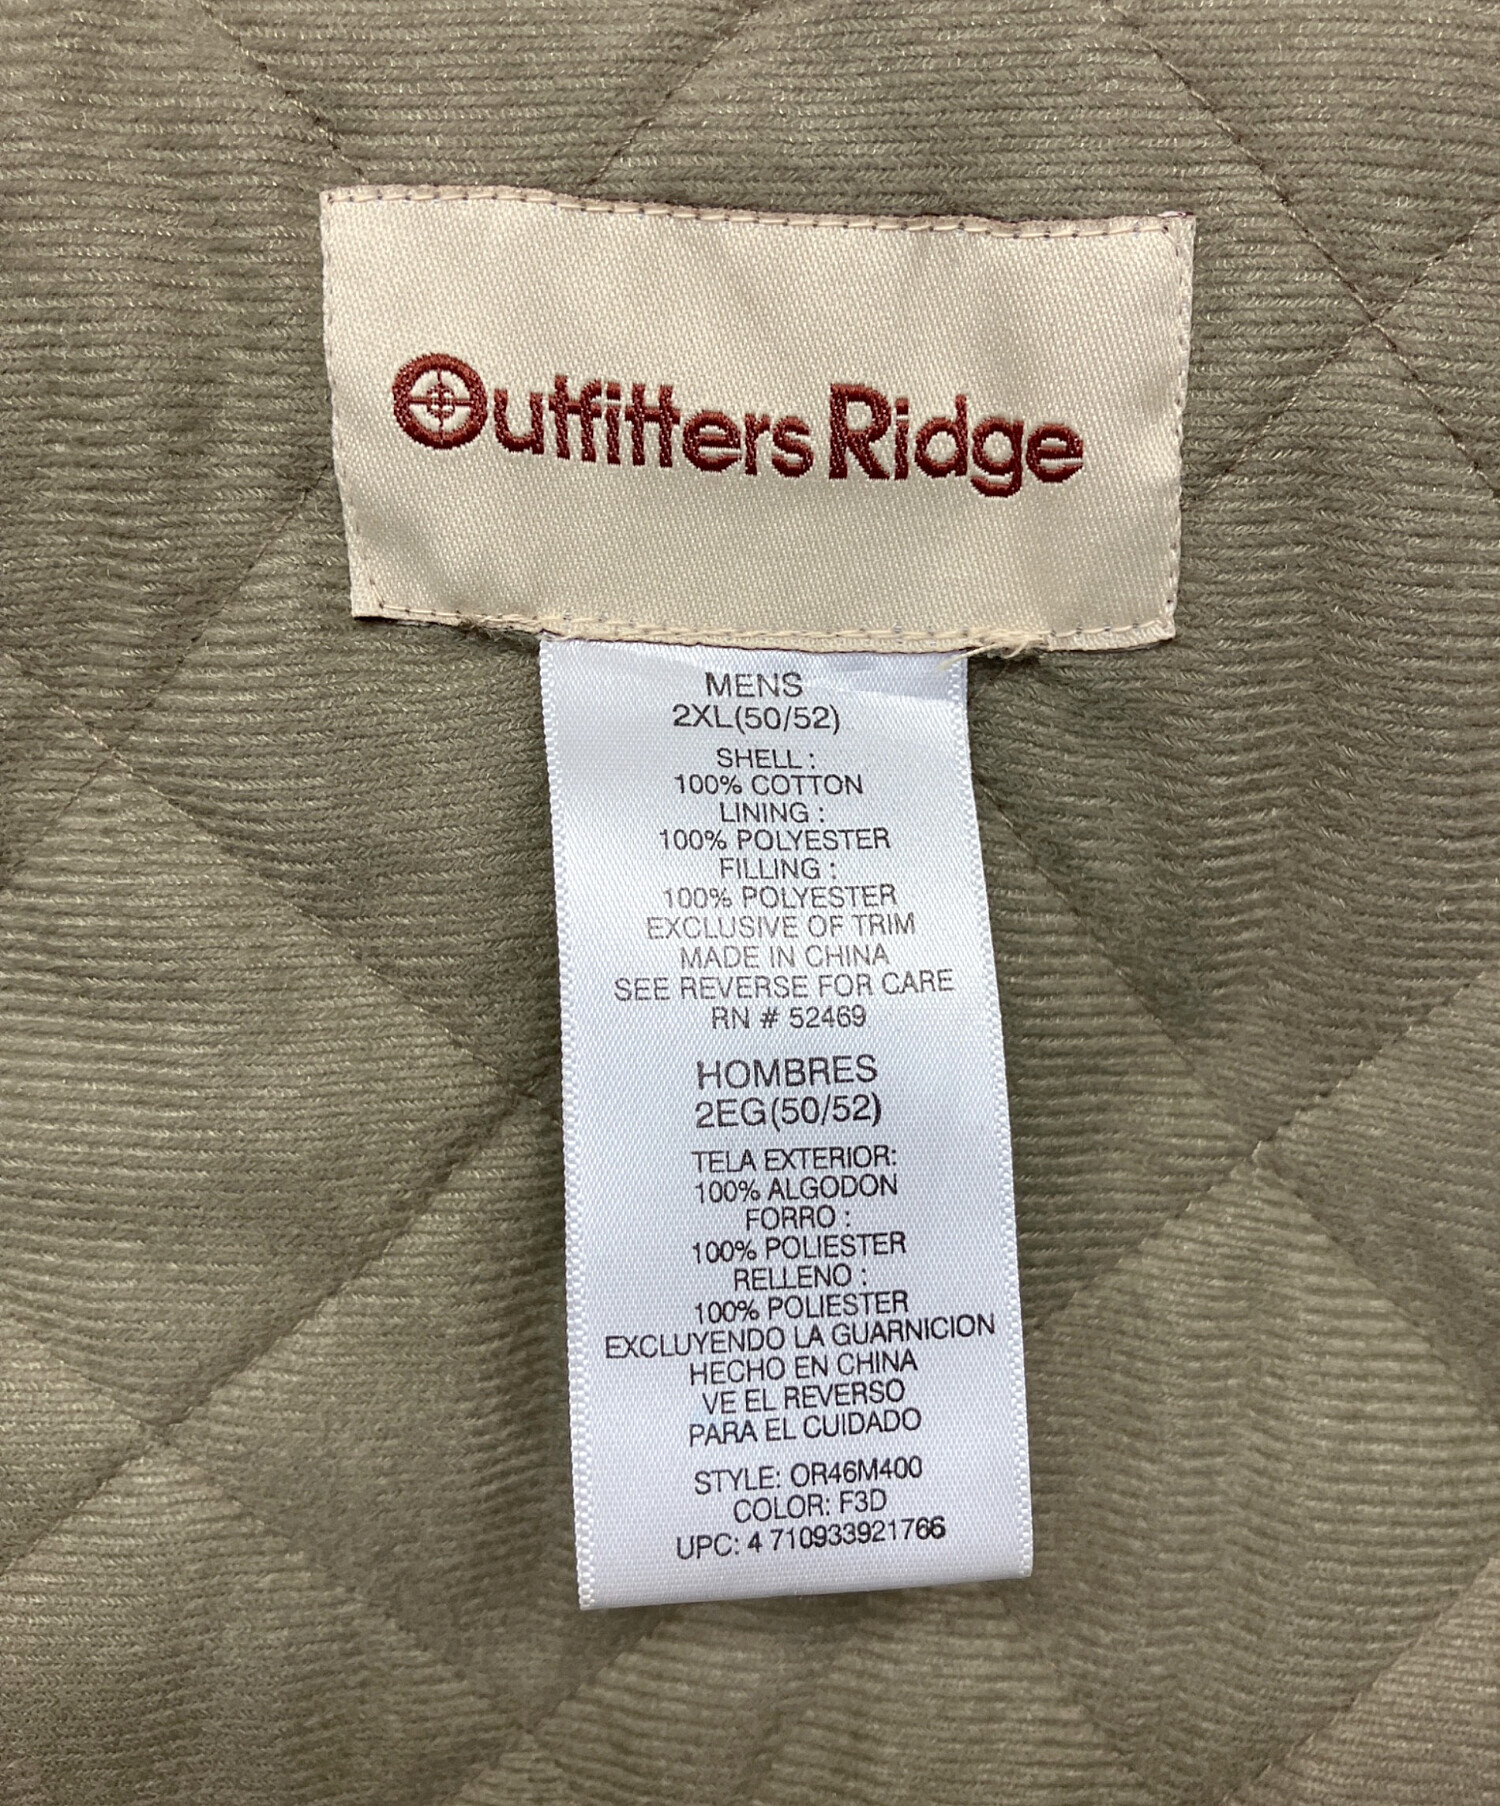 Outfitters Ridge
MENS
2XL(50/52)
SHELL :
100% COTTON
LINING :
100% POLYESTER
FILLING :
100% POLYESTER
EXCLUSIVE OF TRIM
MADE IN CHINA
SEE REVERSE FOR CARE
RN # 52469
HOMBRES
2EG(50/52)
TELA EXTERIOR:
100% ALGODON
FORRO :
100% POLIESTER
RELLENO :
100% POLIESTER
EXCLUYENDO LA GUARNICION
HECHO EN CHINA
VE EL REVERSO
PARA EL CUIDADO
STYLE: OR46M400
COLOR: F3D
UPC: 4 710933921766